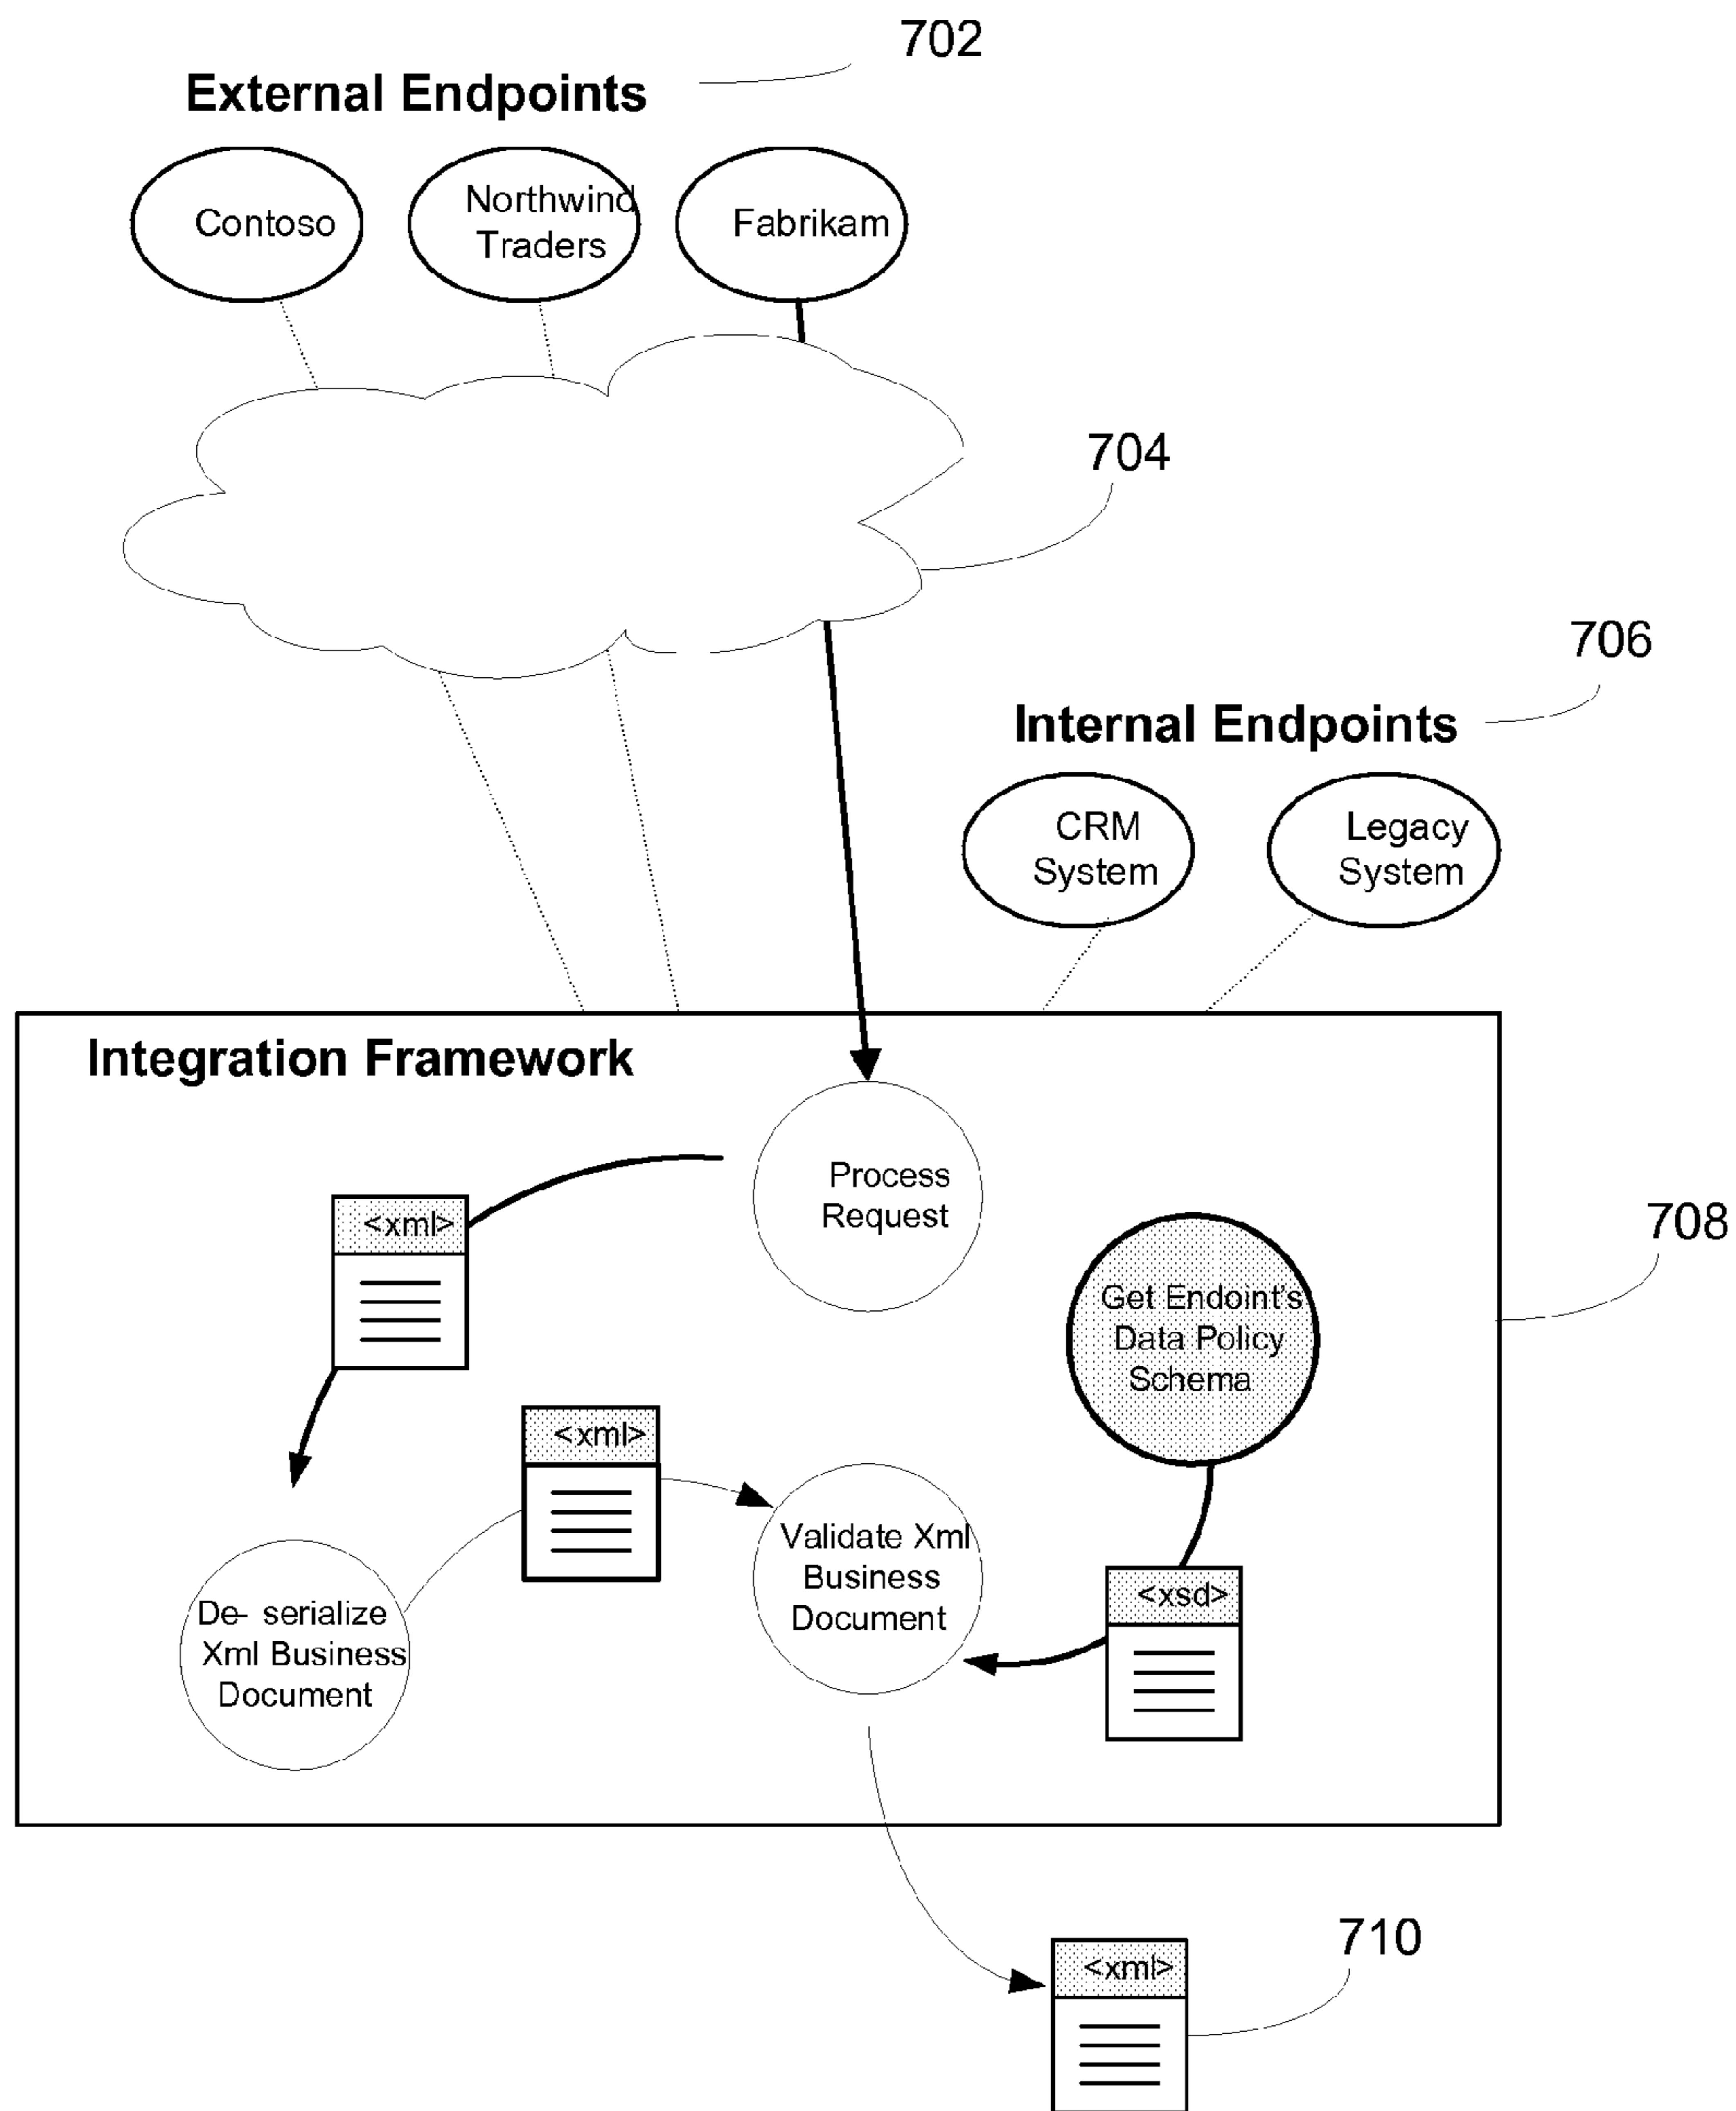 702
External Endpoints
Contoso
Northwind
Traders
Fabrikam
704
706
Internal Endpoints
CRM
System
Legacy
System
Integration Framework
Process
Request
708
<xml>
Get Endoint's
Data Policy
Schema
<xml>
Validate Xml
Business
Document
<xsd>
De- serialize
Xml Business
Document
710
<xml>